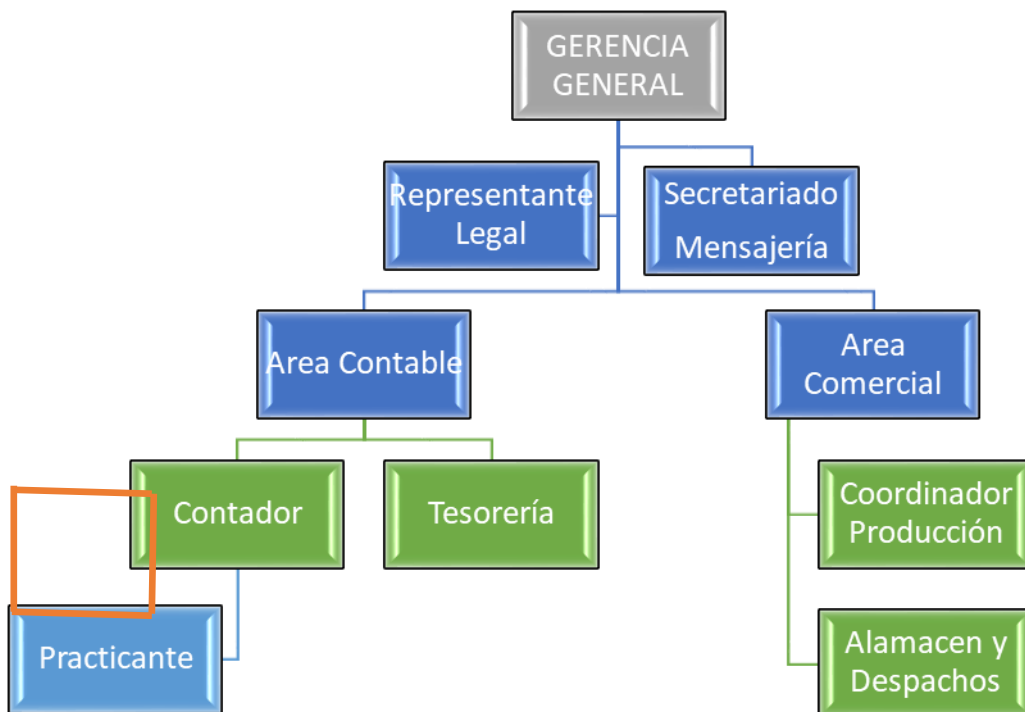 GERENCIA
GENERAL
Representante
Legal
Secretariado
Mensajería
Area Contable
Area
Comercial
Contador
Tesorería
Coordinador
Producción
Practicante
Alamacen y
Despachos